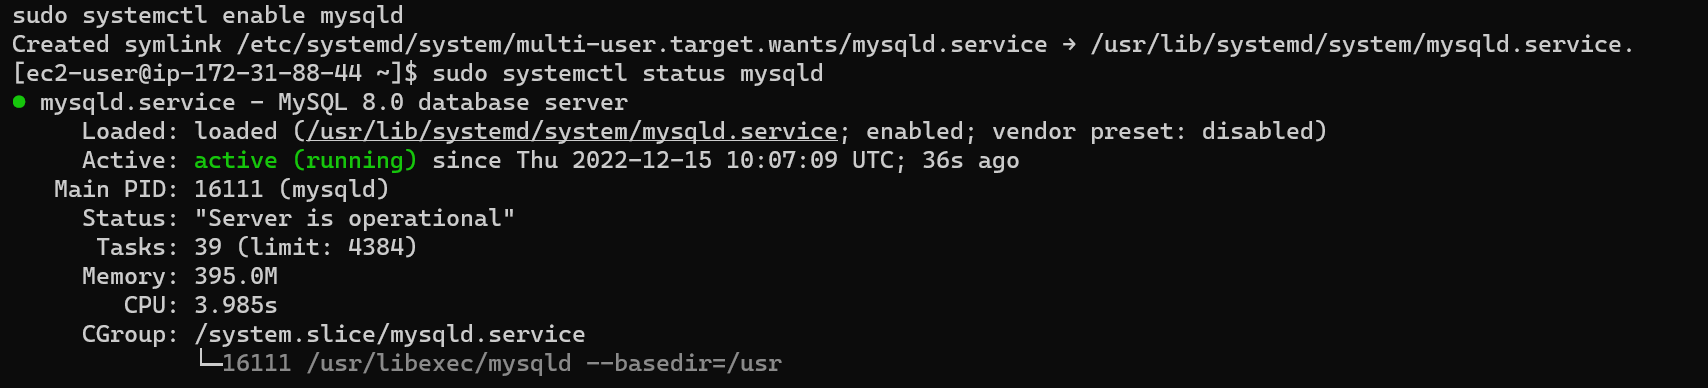 sudo systemctl enable mysqld
Created symlink /etc/systemd/system/multi-user.target.wants/mysqld.service → /usr/lib/systemd/system/mysqld.service.
[ec2-user@ip-172-31-88-44 ~]$ sudo systemctl status mysqld
● mysqld.service - MySQL 8.0 database server
     Loaded: loaded (/usr/lib/systemd/system/mysqld.service; enabled; vendor preset: disabled)
     Active: active (running) since Thu 2022-12-15 10:07:09 UTC; 36s ago
   Main PID: 16111 (mysqld)
     Status: "Server is operational"
      Tasks: 39 (limit: 4384)
     Memory: 395.0M
        CPU: 3.985s
     CGroup: /system.slice/mysqld.service
             └─16111 /usr/libexec/mysqld --basedir=/usr